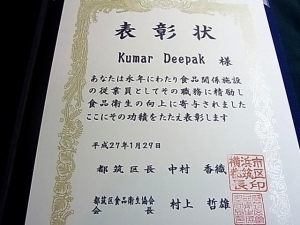 表彰状
Kumar Deepak 様
あなたは永年にわたり食品関係施設
の従業員としてその職務に精励し
食品衛生の向上に寄与されました
ここにその功績をたたえ表彰します
平成27年1月29日
都筑区長 中村 香織
都筑区食品衛生協会
会長 村上 哲雄